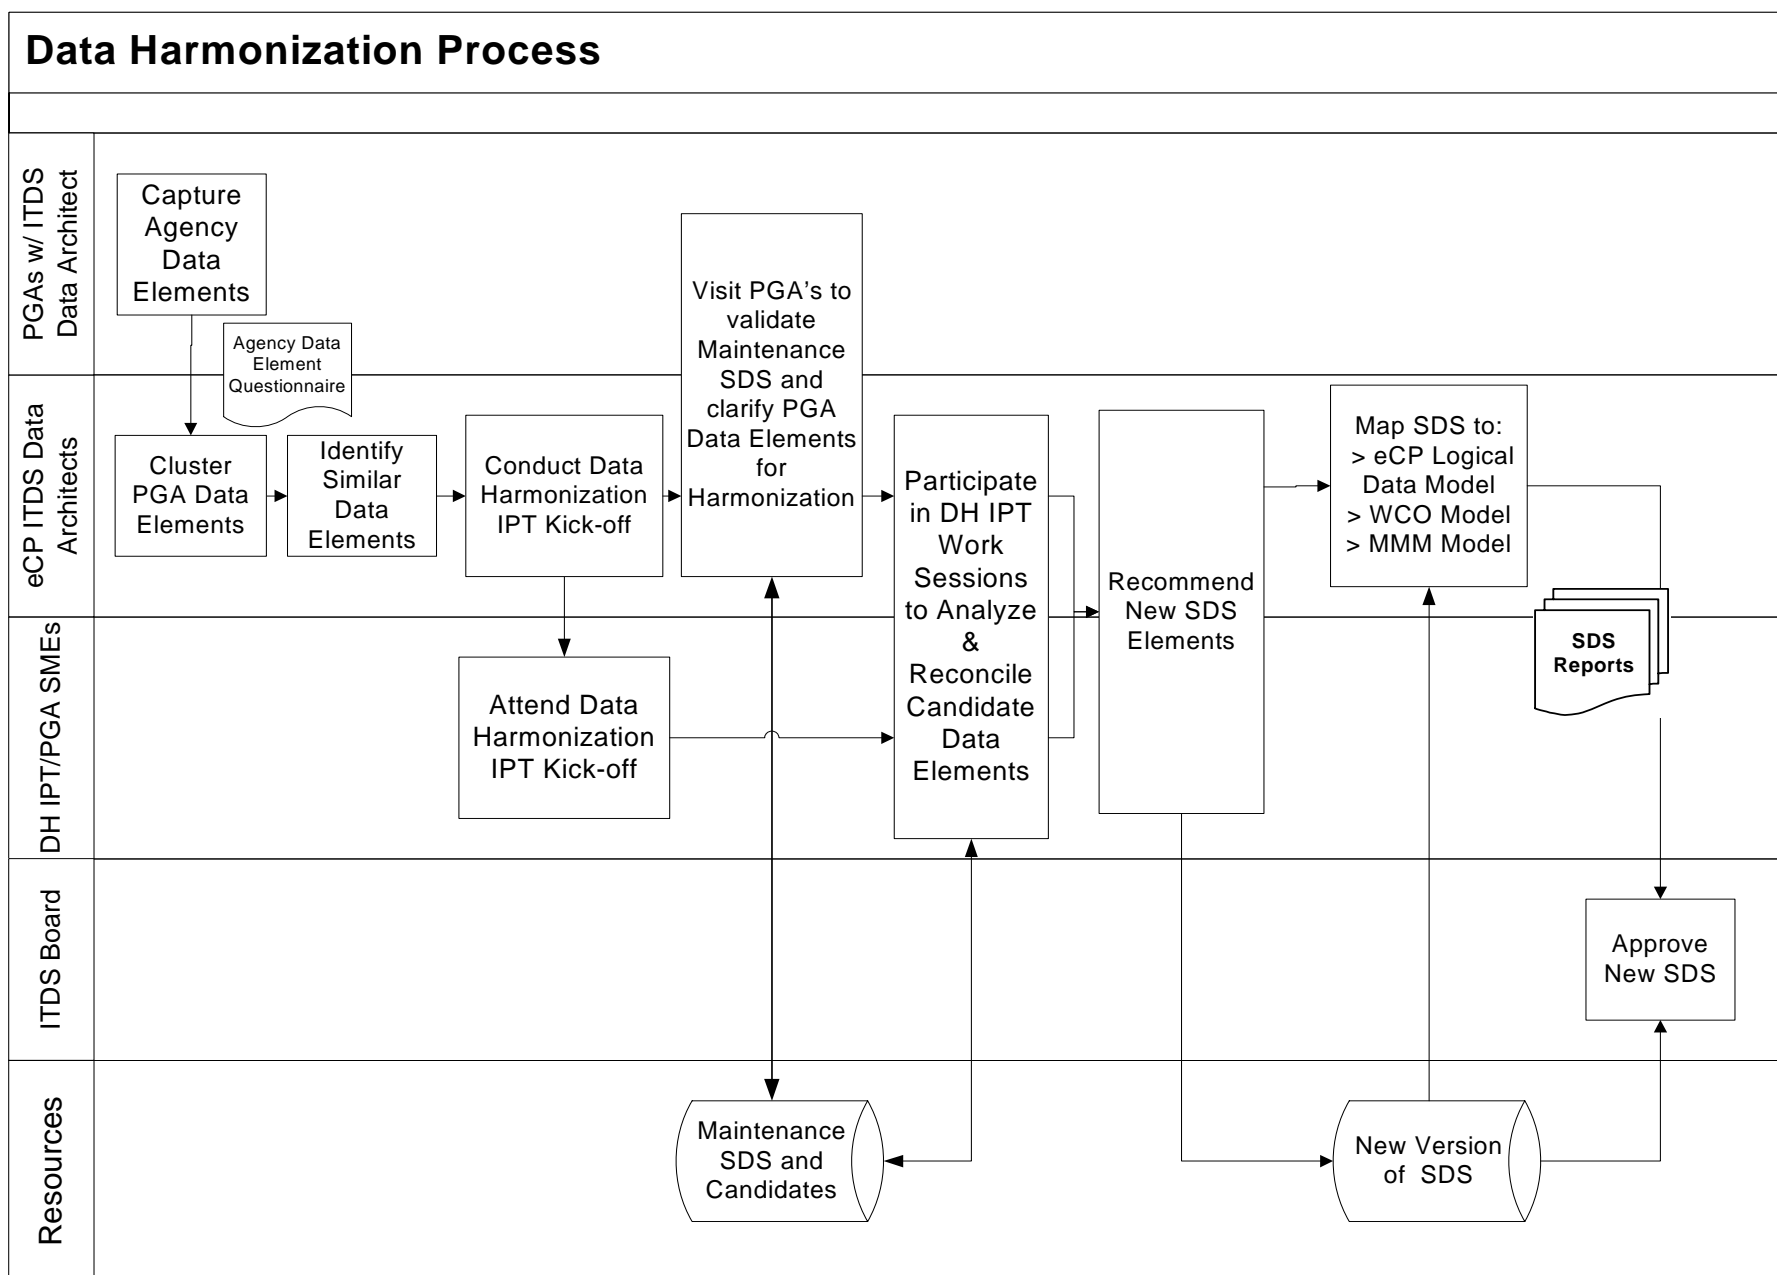 Data Harmonization Process
PGAs w/ ITDS
Data Architect
Capture
Agency
Data
Elements
Agency Data
Element
Questionnaire
Visit PGA's to
validate
Maintenance
SDS and
clarify PGA
Data Elements
for
Harmonization
eCP ITDS Data
Architects
Cluster
PGA Data
Elements
Identify
Similar
Data
Elements
Conduct Data
Harmonization
IPT Kick-off
Participate
in DH IPT
Work
Sessions
to Analyze
&
Reconcile
Candidate
Data
Elements
Recommend
New SDS
Elements
Map SDS to:
> eCP Logical
Data Model
> WCO Model
> MMM Model
SDS
Reports
DH IPT/PGA SMEs
Attend Data
Harmonization
IPT Kick-off
ITDS Board
Approve
New SDS
Resources
Maintenance
SDS and
Candidates
New Version
of SDS